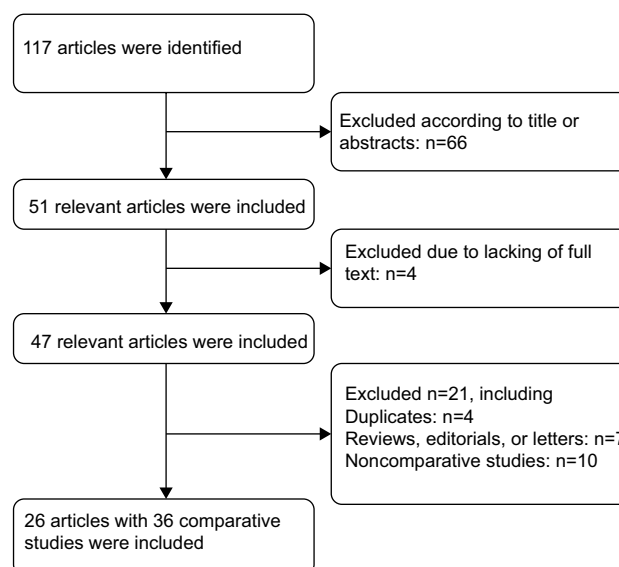 117 articles were identified
Excluded according to title or
abstracts: n=66
51 relevant articles were included
Excluded due to lacking of full
text: n=4
47 relevant articles were included
Excluded n=21, including
Duplicates: n=4
Reviews, editorials, or letters: n=7
Noncomparative studies: n=10
26 articles with 36 comparative
studies were included